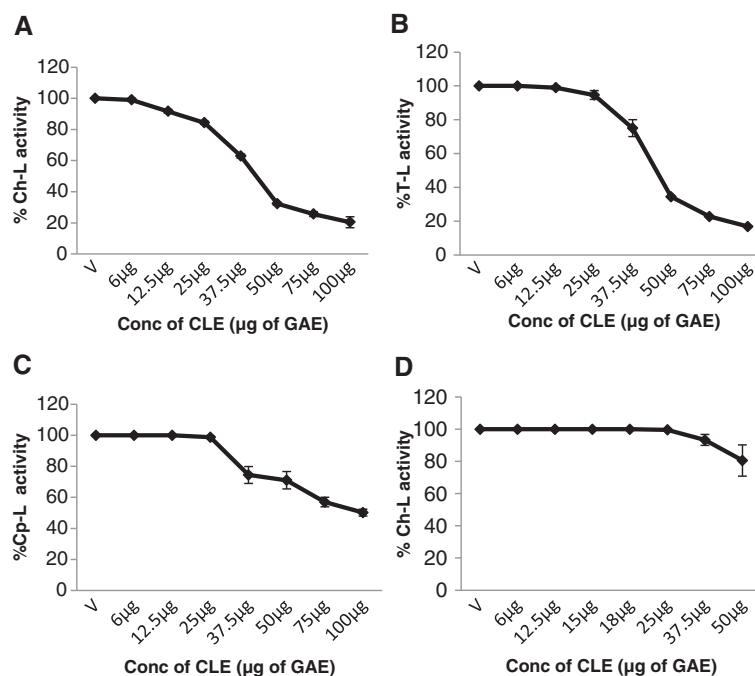 A
120
100
80
60
40
20
0
% Ch-L activity
V 6µg 12.5µg 25µg 37.5µg 50µg 75µg 100µg
Conc of CLE (µg of GAE)
B
120
100
80
60
40
20
0
%T-L activity
V 6µg 12.5µg 25µg 37.5µg 50µg 75µg 100µg
Conc of CLE (µg of GAE)
C
120
100
80
60
40
20
0
%Cp-L activity
V 6µg 12.5µg 25µg 37.5µg 50µg 75µg 100µg
Conc of CLE (µg of GAE)
D
120
100
80
60
40
20
0
% Ch-L activity
V 6µg 12.5µg 15µg 18µg 25µg 37.5µg 50µg
Conc of CLE (µg of GAE)